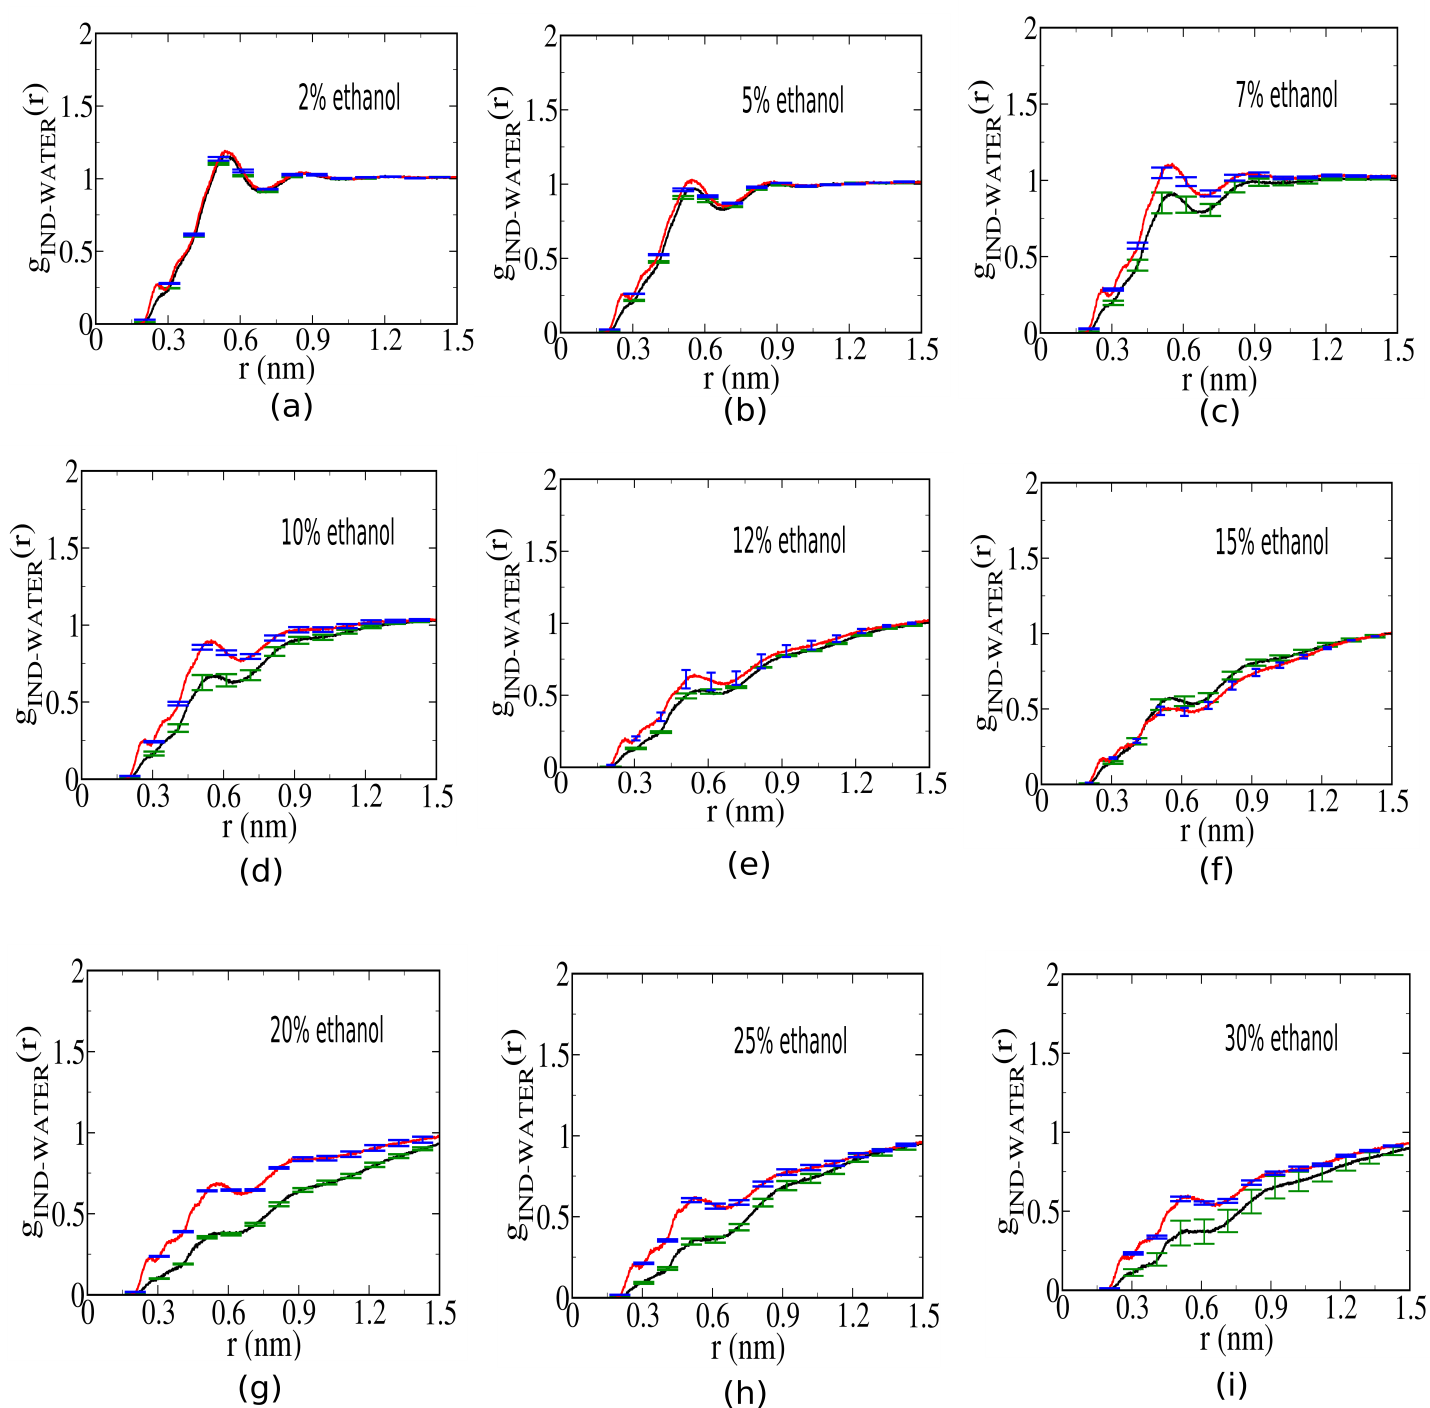 2
1.5
1
0.5
0
g_IND-WATER(r)
2% ethanol
0 0.3 0.6 0.9 1.2 1.5
r (nm)
(a)
2
1.5
1
0.5
0
g_IND-WATER(r)
5% ethanol
0 0.3 0.6 0.9 1.2 1.5
r (nm)
(b)
2
1.5
1
0.5
0
g_IND-WATER(r)
7% ethanol
0 0.3 0.6 0.9 1.2 1.5
r (nm)
(c)
2
1.5
1
0.5
0
g_IND-WATER(r)
10% ethanol
0 0.3 0.6 0.9 1.2 1.5
r (nm)
(d)
2
1.5
1
0.5
0
g_IND-WATER(r)
12% ethanol
0 0.3 0.6 0.9 1.2 1.5
r (nm)
(e)
2
1.5
1
0.5
0
g_IND-WATER(r)
15% ethanol
0 0.3 0.6 0.9 1.2 1.5
r (nm)
(f)
2
1.5
1
0.5
0
g_IND-WATER(r)
20% ethanol
0 0.3 0.6 0.9 1.2 1.5
r (nm)
(g)
2
1.5
1
0.5
0
g_IND-WATER(r)
25% ethanol
0 0.3 0.6 0.9 1.2 1.5
r (nm)
(h)
2
1.5
1
0.5
0
g_IND-WATER(r)
30% ethanol
0 0.3 0.6 0.9 1.2 1.5
r (nm)
(i)